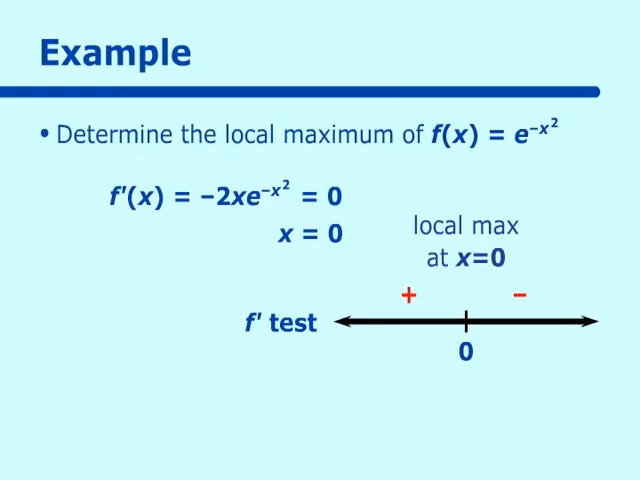 Example
• Determine the local maximum of f(x) = e^–x²
f′(x) = –2xe^–x² = 0
x = 0
local max
at x=0
+ –
f′ test
0